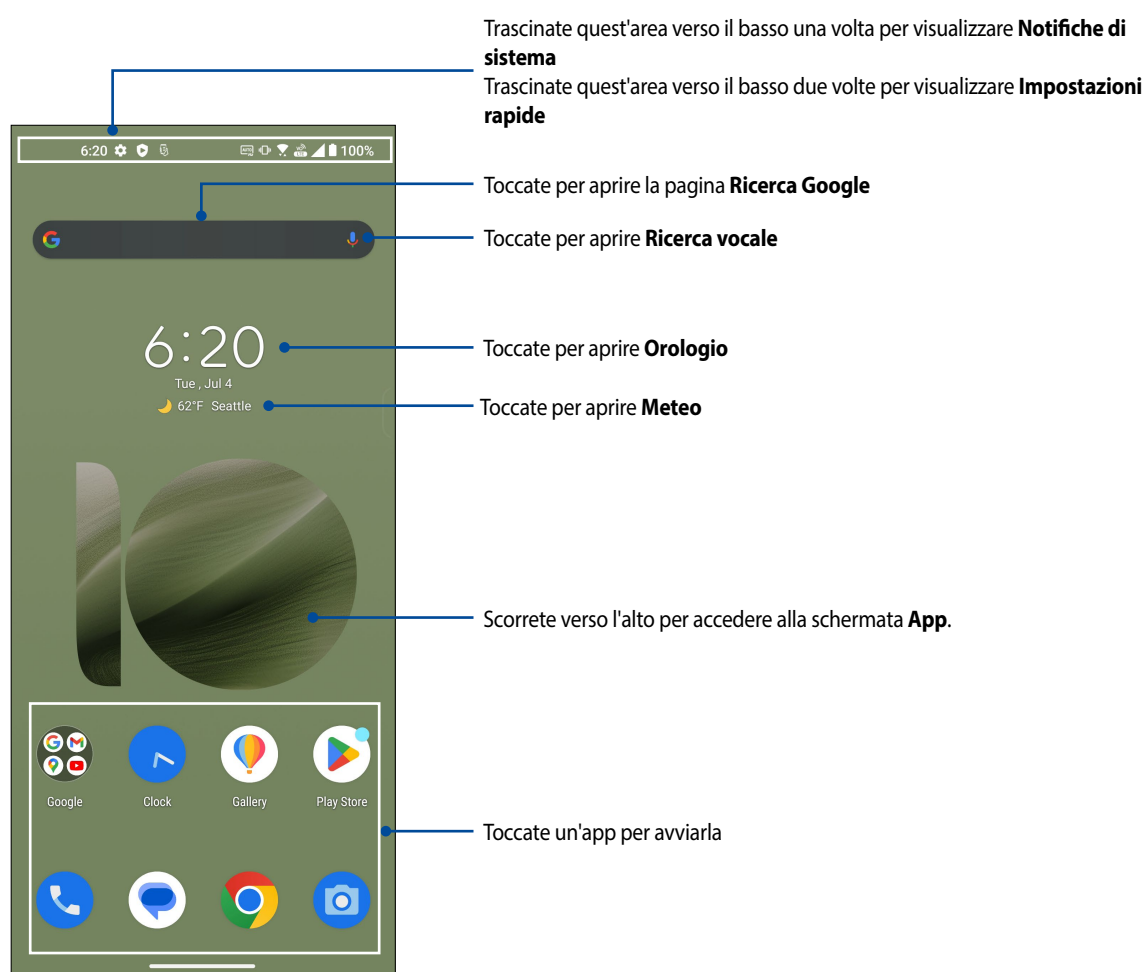 Trascinate quest'area verso il basso una volta per visualizzare Notifiche di
sistema
Trascinate quest'area verso il basso due volte per visualizzare Impostazioni
rapide
6:20 100%
Toccate per aprire la pagina Ricerca Google
Toccate per aprire Ricerca vocale
6:20
Toccate per aprire Orologio
Tue , Jul 4
62°F Seattle
Toccate per aprire Meteo
Scorrete verso l'alto per accedere alla schermata App.
Google Clock Gallery Play Store
Toccate un'app per avviarla